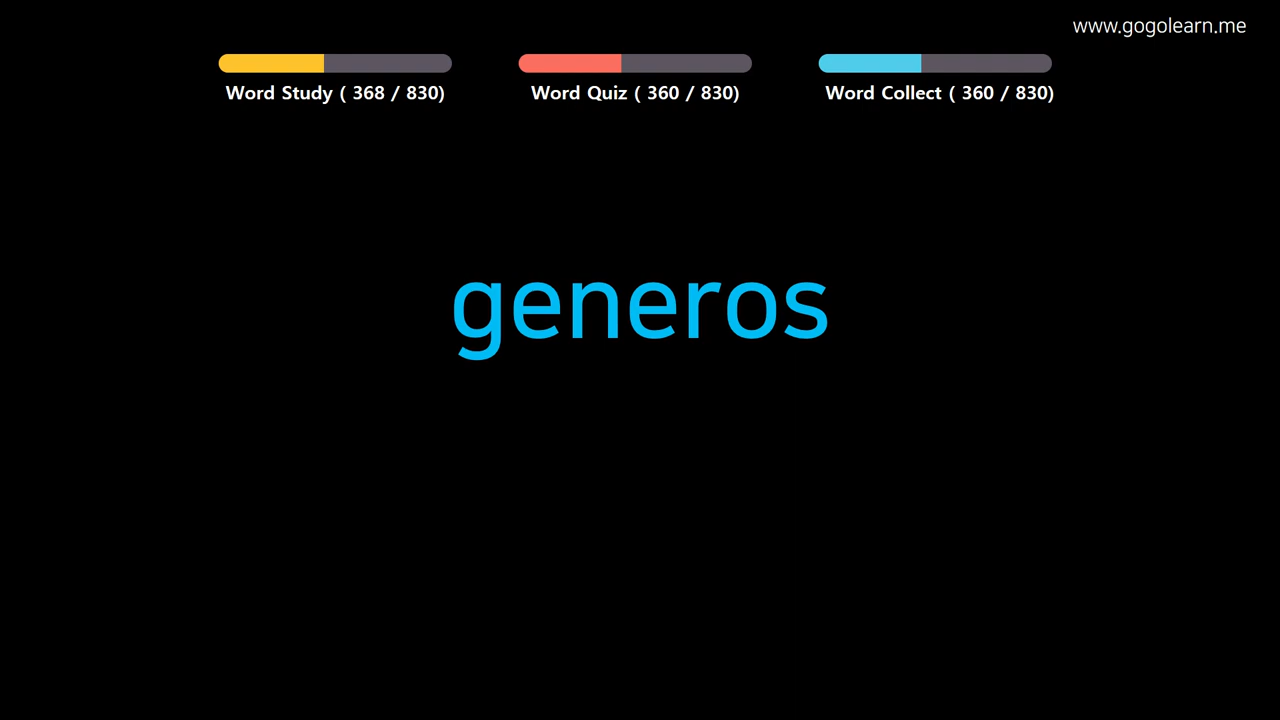 www.gogolearn.me
Word Study ( 368 / 830)
Word Quiz ( 360 / 830)
Word Collect ( 360 / 830)
generos